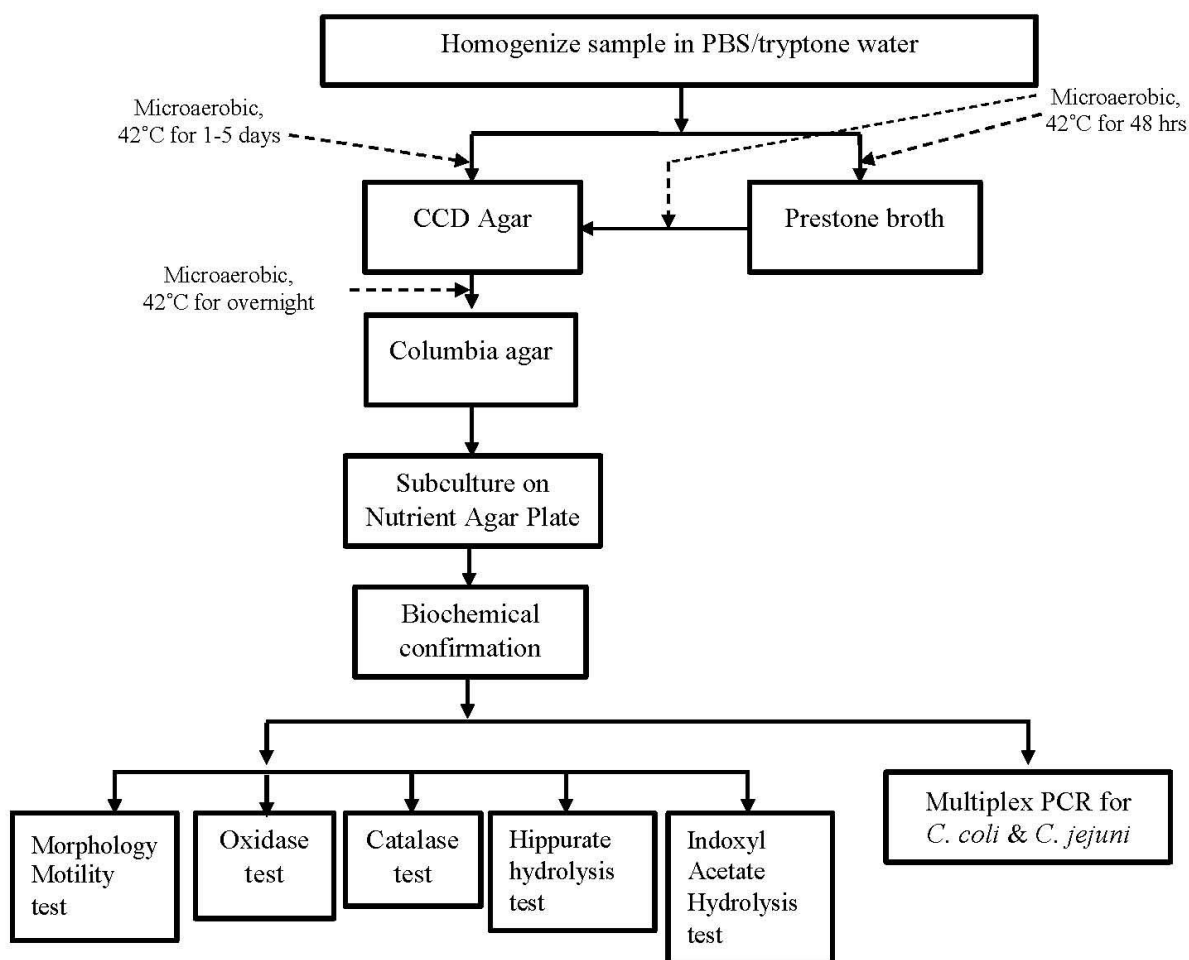 Homogenize sample in PBS/tryptone water
Microaerobic,
42°C for 1-5 days
Microaerobic,
42°C for 48 hrs
CCD Agar
Prestone broth
Microaerobic,
42°C for overnight
Columbia agar
Subculture on
Nutrient Agar Plate
Biochemical
confirmation
Morphology
Motility
test
Oxidase
test
Catalase
test
Hippurate
hydrolysis
test
Indoxyl
Acetate
Hydrolysis
test
Multiplex PCR for
C. coli & C. jejuni